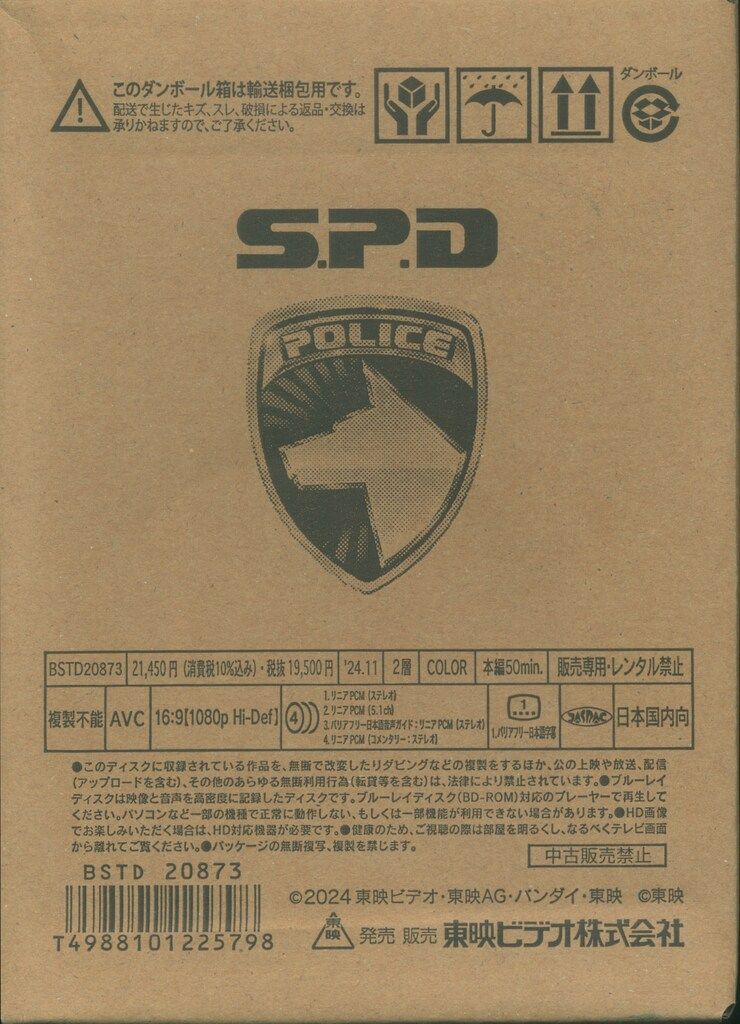 このダンボール箱は輸送梱包用です。
配送で生じたキズ、スレ、破損による返品・交換は
承りかねますので、ご了承ください。
ダンボール
S.P.D
POLICE
BSTD20873 21,450円(消費税10%込み)・税抜19,500円 '24.11 2層 COLOR 本編50min. 販売専用・レンタル禁止
複製不能 AVC 16:9[1080p Hi-Def] 4
1.リニアPCM(ステレオ)
2.リニアPCM(5.1ch)
3.バリアフリー日本語音声ガイド:リニアPCM(ステレオ)
4.リニアPCM(コメンタリー:ステレオ)
1
1.バリアフリー日本語字幕
JASRAC
日本国内向
●このディスクに収録されている作品を、無断で改変したりダビングなどの複製をするほか、公の上映や放送、配信
(アップロードを含む)、その他のあらゆる無断利用行為(転貸等を含む)は、法律により禁止されています。●ブルーレイ
ディスクは映像と音声を高密度に記録したディスクです。ブルーレイディスク(BD-ROM)対応のプレーヤーで再生して
ください。パソコンなど一部の機種で正常に動作しない、もしくは一部機能が利用できない場合があります。●HD画像
でお楽しみいただく場合は、HD対応機器が必要です。●健康のため、ご視聴の際は部屋を明るくし、なるべくテレビ画面
から離れてご覧ください。●パッケージの無断複写、複製を禁じます。
中古販売禁止
BSTD 20873
T4988101225798
©2024 東映ビデオ・東映AG・バンダイ・東映 ©東映
東映 発売 販売 東映ビデオ株式会社